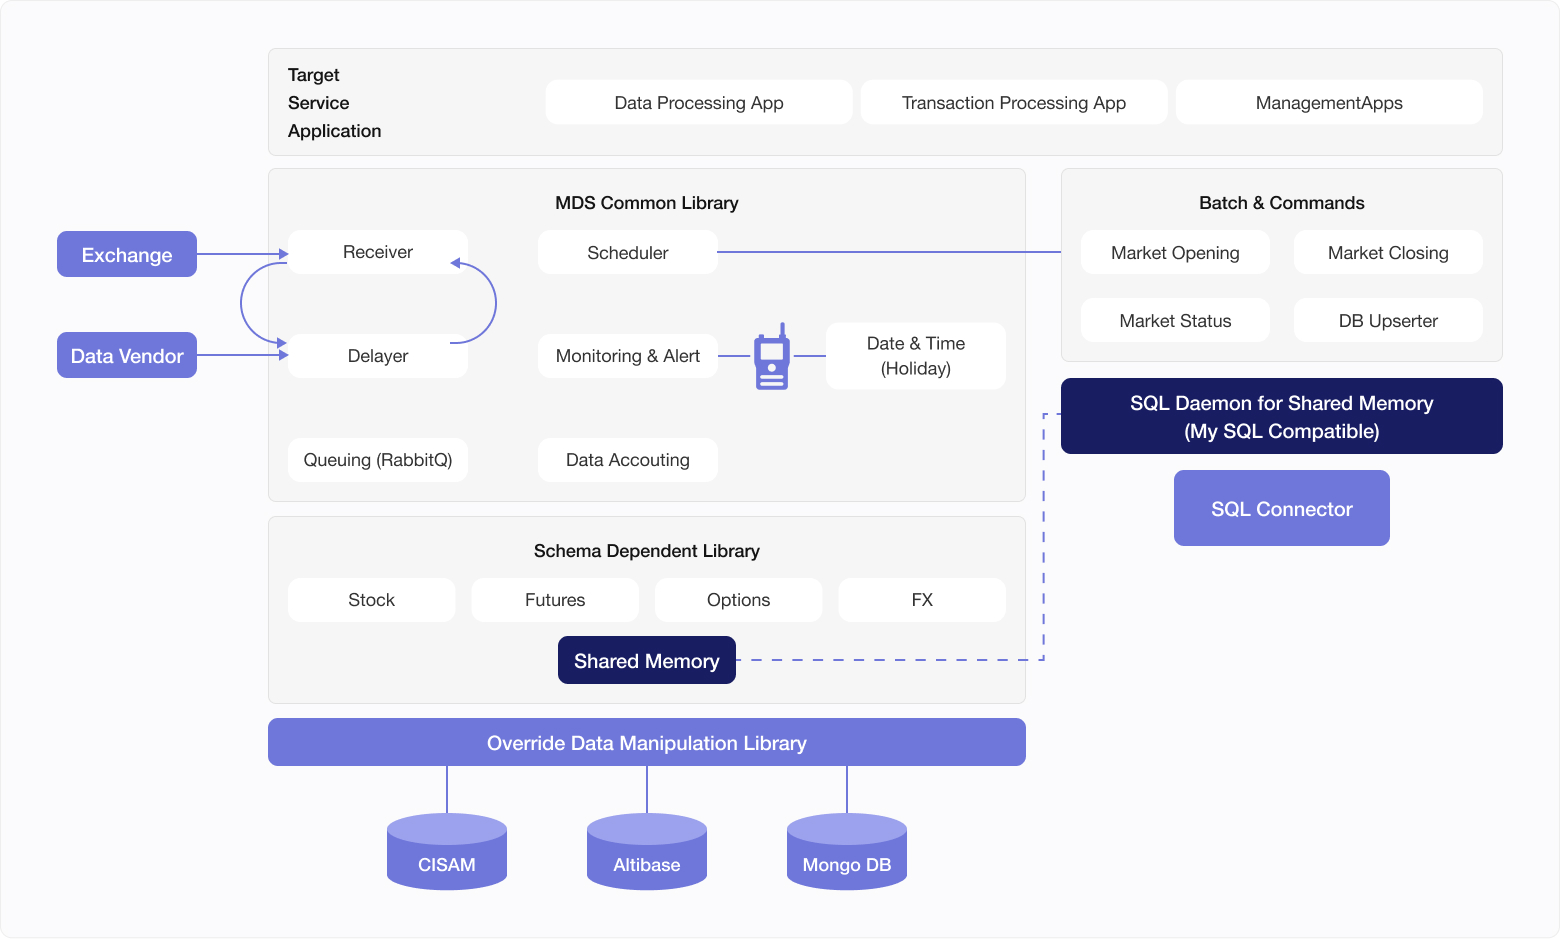 Target
Service
Application
Data Processing App
Transaction Processing App
ManagementApps
MDS Common Library
Exchange
Receiver
Scheduler
Data Vendor
Delayer
Monitoring & Alert
Date & Time
(Holiday)
Queuing (RabbitQ)
Data Accouting
Batch & Commands
Market Opening
Market Closing
Market Status
DB Upserter
SQL Daemon for Shared Memory
(My SQL Compatible)
SQL Connector
Schema Dependent Library
Stock
Futures
Options
FX
Shared Memory
Override Data Manipulation Library
CISAM
Altibase
Mongo DB